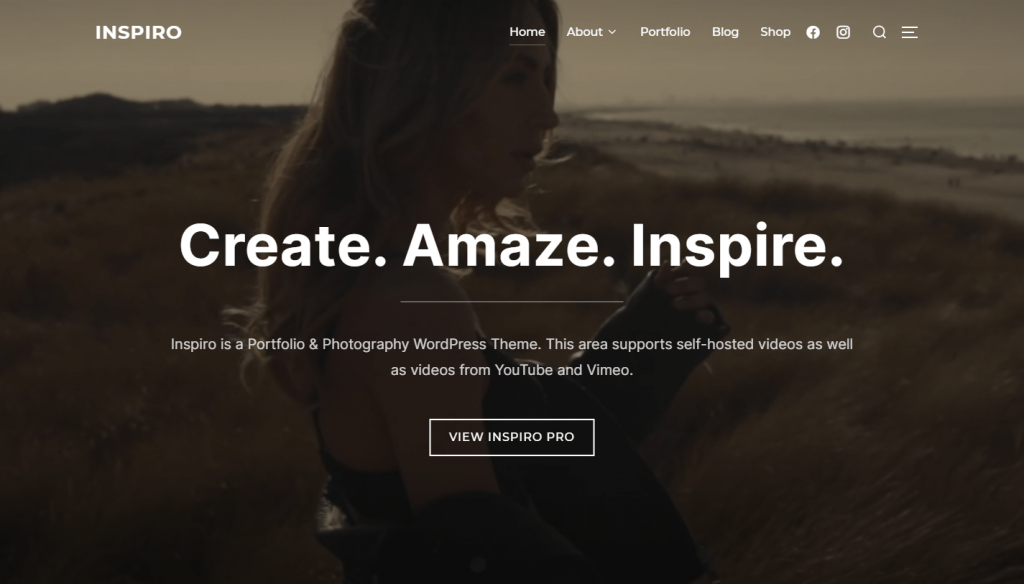 INSPIRO
Home About Portfolio Blog Shop
Create. Amaze. Inspire.
Inspiro is a Portfolio & Photography WordPress Theme. This area supports self-hosted videos as well
as videos from YouTube and Vimeo.
VIEW INSPIRO PRO